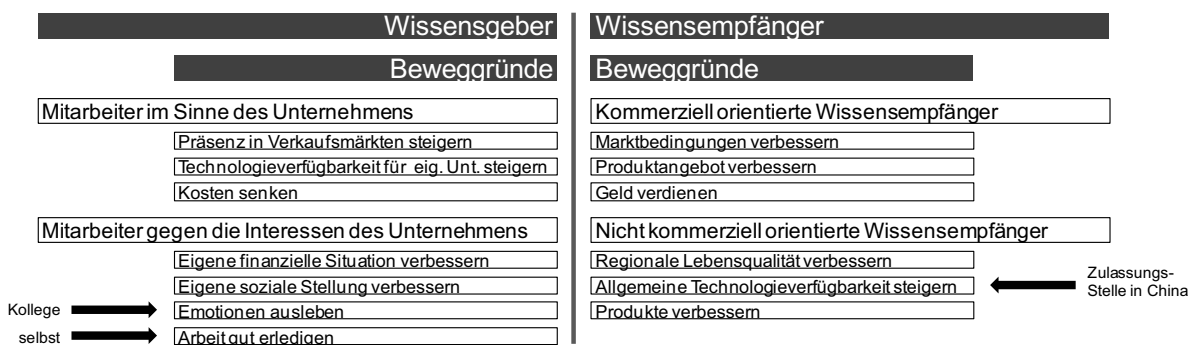 Wissensgeber
Wissensempfänger
Beweggründe
Beweggründe
Mitarbeiter im Sinne des Unternehmens
Kommerziell orientierte Wissensempfänger
Präsenz in Verkaufsmärkten steigern
Marktbedingungen verbessern
Technologieverfügbarkeit für eig. Unt. steigern
Produktangebot verbessern
Kosten senken
Geld verdienen
Mitarbeiter gegen die Interessen des Unternehmens
Nicht kommerziell orientierte Wissensempfänger
Eigene finanzielle Situation verbessern
Regionale Lebensqualität verbessern
Eigene soziale Stellung verbessern
Allgemeine Technologieverfügbarkeit steigern
Zulassungs-
Stelle in China
Kollege
Emotionen ausleben
Produkte verbessern
selbst
Arbeit gut erledigen